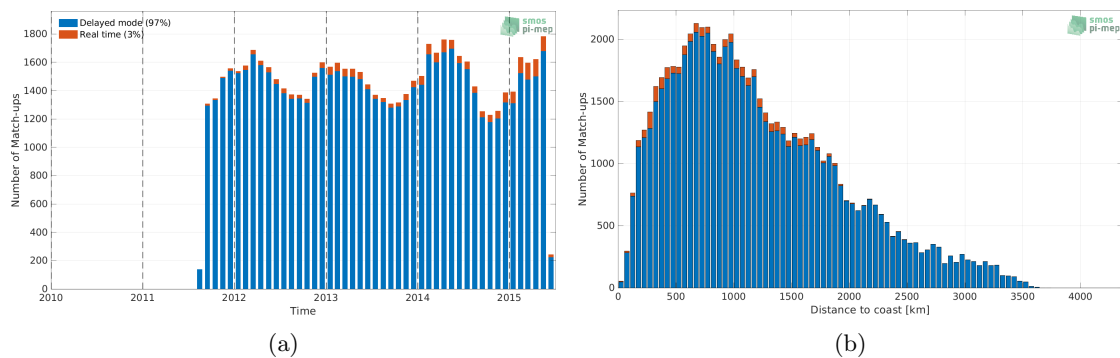 Delayed mode (97%)
Real time (3%)
smos
pi-mep
Number of Match-ups
1800
1600
1400
1200
1000
800
600
400
200
0
2010 2011 2012 2013 2014 2015
Time
(a)
smos
pi-mep
Number of Match-ups
2000
1500
1000
500
0
0 500 1000 1500 2000 2500 3000 3500 4000
Distance to coast [km]
(b)